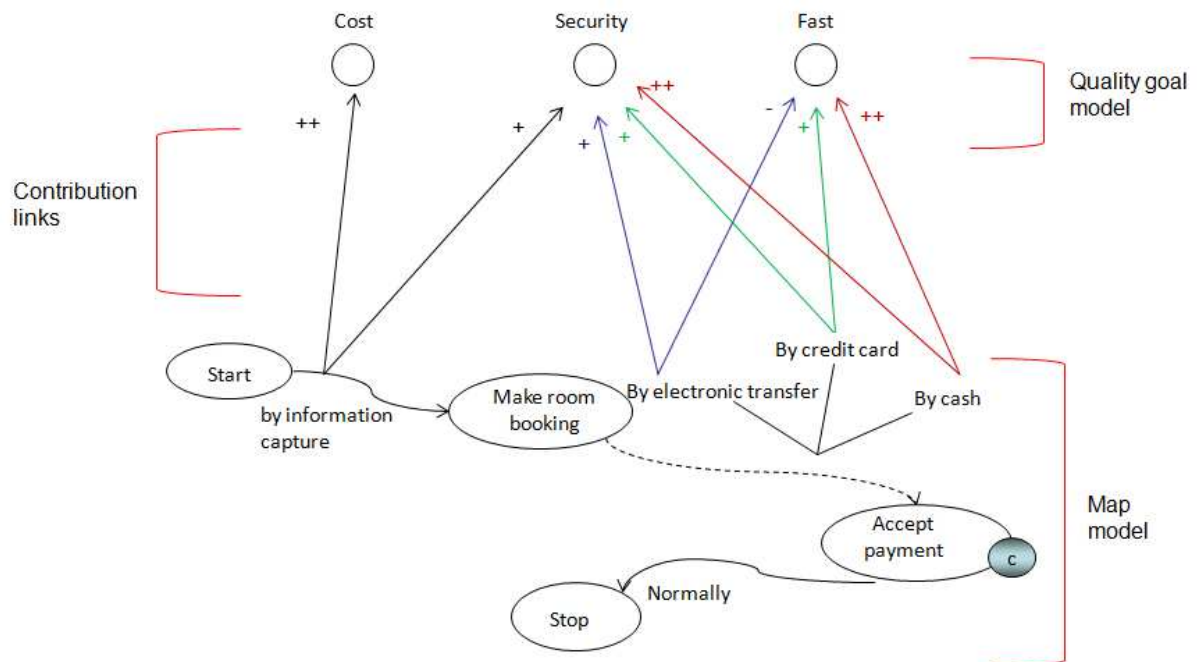 Cost
Security
Fast
Quality goal
model
++
+
+
+
++
-
+
++
Contribution
links
Start
by information
capture
Make room
booking
By electronic transfer
By credit card
By cash
Accept
payment
c
Map
model
Normally
Stop